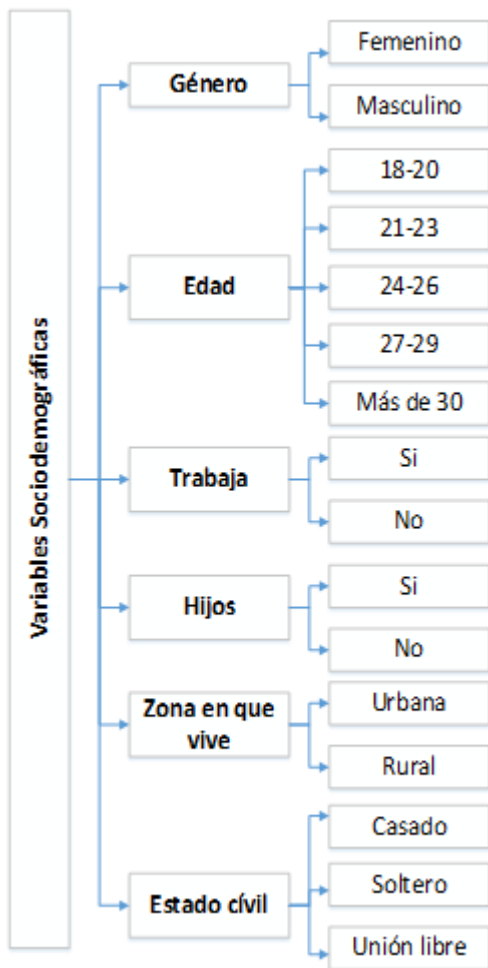 Variables Sociodemográficas
Género
Femenino
Masculino
Edad
18-20
21-23
24-26
27-29
Más de 30
Trabaja
Si
No
Hijos
Si
No
Zona en que
vive
Urbana
Rural
Estado cívil
Casado
Soltero
Unión libre